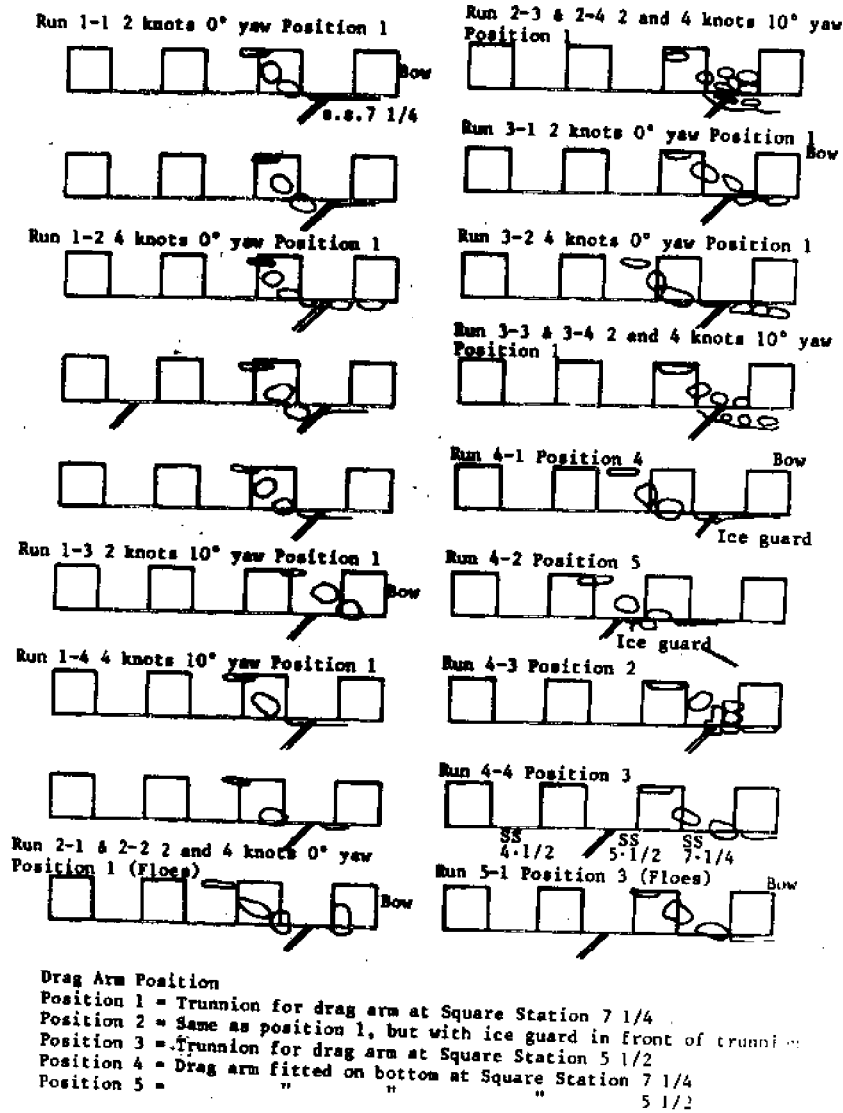 Run 1-1 2 knots 0° yaw Position 1
Bow
s.s.7 1/4
Run 1-2 4 knots 0° yaw Position 1
Run 1-3 2 knots 10° yaw Position 1
Bow
Run 1-4 4 knots 10° yaw Position 1
Run 2-1 & 2-2 2 and 4 knots 0° yaw
Position 1 (Floes)
Bow
Run 2-3 & 2-4 2 and 4 knots 10° yaw
Position 1
Run 3-1 2 knots 0° yaw Position 1
Bow
Run 3-2 4 knots 0° yaw Position 1
Run 3-3 & 3-4 2 and 4 knots 10° yaw
Position 1
Run 4-1 Position 4
Bow
Ice guard
Run 4-2 Position 5
Ice guard
Run 4-3 Position 2
Run 4-4 Position 3
SS SS SS
4·1/2 5·1/2 7·1/4
Run 5-1 Position 3 (Floes)
Bow
Drag Arm Position
Position 1 = Trunnion for drag arm at Square Station 7 1/4
Position 2 = Same as position 1, but with ice guard in front of
Position 3 = Trunnion for drag arm at Square Station 5 1/2
Position 4 = Drag arm fitted on bottom at Square Station 7 1/4
Position 5 = " " " 5 1/2